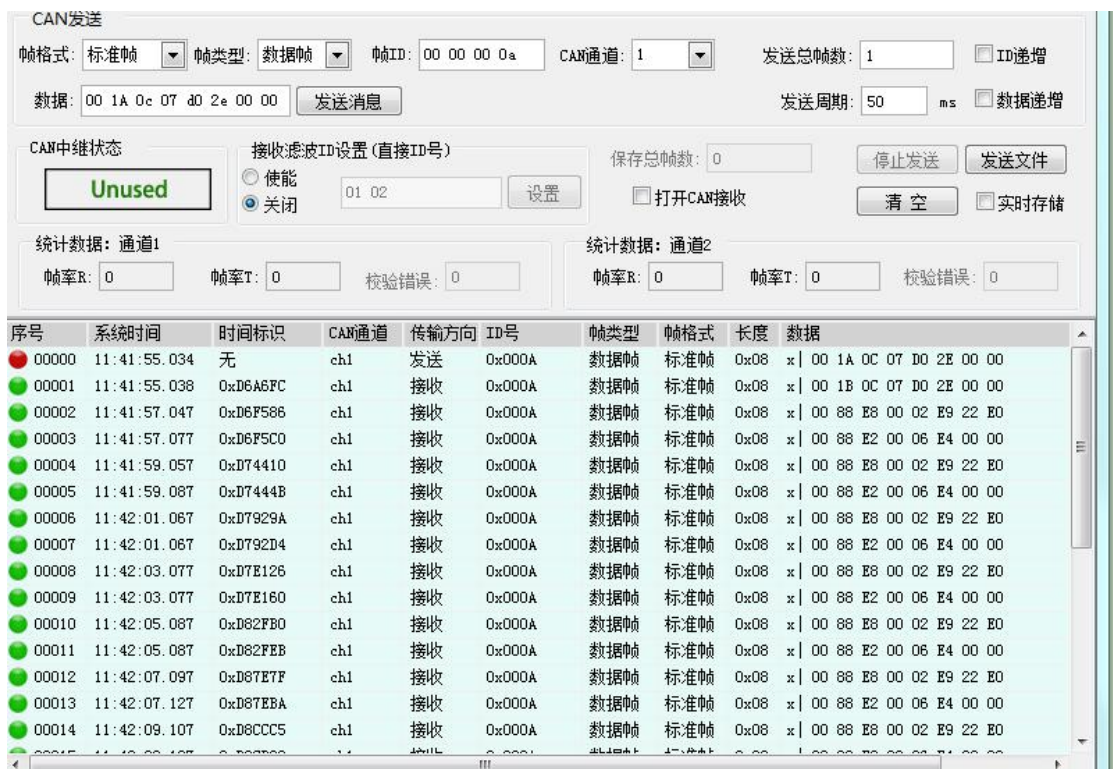 CAN发送
帧格式: 标准帧 帧类型: 数据帧 帧ID: 00 00 00 0a CAN通道: 1 发送总帧数: 1 ID递增
数据: 00 1A 0c 07 d0 2e 00 00 发送消息 发送周期: 50 ms 数据递增
CAN中继状态 接收滤波ID设置(直接ID号)
Unused 使能 关闭 01 02 设置 保存总帧数: 0 停止发送 发送文件
打开CAN接收 清 空 实时存储
统计数据: 通道1 统计数据: 通道2
帧率R: 0 帧率T: 0 校验错误: 0 帧率R: 0 帧率T: 0 校验错误: 0
序号 系统时间 时间标识 CAN通道 传输方向 ID号 帧类型 帧格式 长度 数据
00000 11:41:55.034 无 ch1 发送 0x000A 数据帧 标准帧 0x08 x| 00 1A 0C 07 D0 2E 00 00
00001 11:41:55.038 0xD6A6FC ch1 接收 0x000A 数据帧 标准帧 0x08 x| 00 1B 0C 07 D0 2E 00 00
00002 11:41:57.047 0xD6F586 ch1 接收 0x000A 数据帧 标准帧 0x08 x| 00 88 E8 00 02 E9 22 E0
00003 11:41:57.077 0xD6F5C0 ch1 接收 0x000A 数据帧 标准帧 0x08 x| 00 88 E2 00 06 E4 00 00
00004 11:41:59.057 0xD74410 ch1 接收 0x000A 数据帧 标准帧 0x08 x| 00 88 E8 00 02 E9 22 E0
00005 11:41:59.087 0xD7444B ch1 接收 0x000A 数据帧 标准帧 0x08 x| 00 88 E2 00 06 E4 00 00
00006 11:42:01.067 0xD7929A ch1 接收 0x000A 数据帧 标准帧 0x08 x| 00 88 E8 00 02 E9 22 E0
00007 11:42:01.067 0xD792D4 ch1 接收 0x000A 数据帧 标准帧 0x08 x| 00 88 E2 00 06 E4 00 00
00008 11:42:03.077 0xD7E126 ch1 接收 0x000A 数据帧 标准帧 0x08 x| 00 88 E8 00 02 E9 22 E0
00009 11:42:03.077 0xD7E160 ch1 接收 0x000A 数据帧 标准帧 0x08 x| 00 88 E2 00 06 E4 00 00
00010 11:42:05.087 0xD82FB0 ch1 接收 0x000A 数据帧 标准帧 0x08 x| 00 88 E8 00 02 E9 22 E0
00011 11:42:05.087 0xD82FEB ch1 接收 0x000A 数据帧 标准帧 0x08 x| 00 88 E2 00 06 E4 00 00
00012 11:42:07.097 0xD87E7F ch1 接收 0x000A 数据帧 标准帧 0x08 x| 00 88 E8 00 02 E9 22 E0
00013 11:42:07.127 0xD87EBA ch1 接收 0x000A 数据帧 标准帧 0x08 x| 00 88 E2 00 06 E4 00 00
00014 11:42:09.107 0xD8CCC5 ch1 接收 0x000A 数据帧 标准帧 0x08 x| 00 88 E8 00 02 E9 22 E0